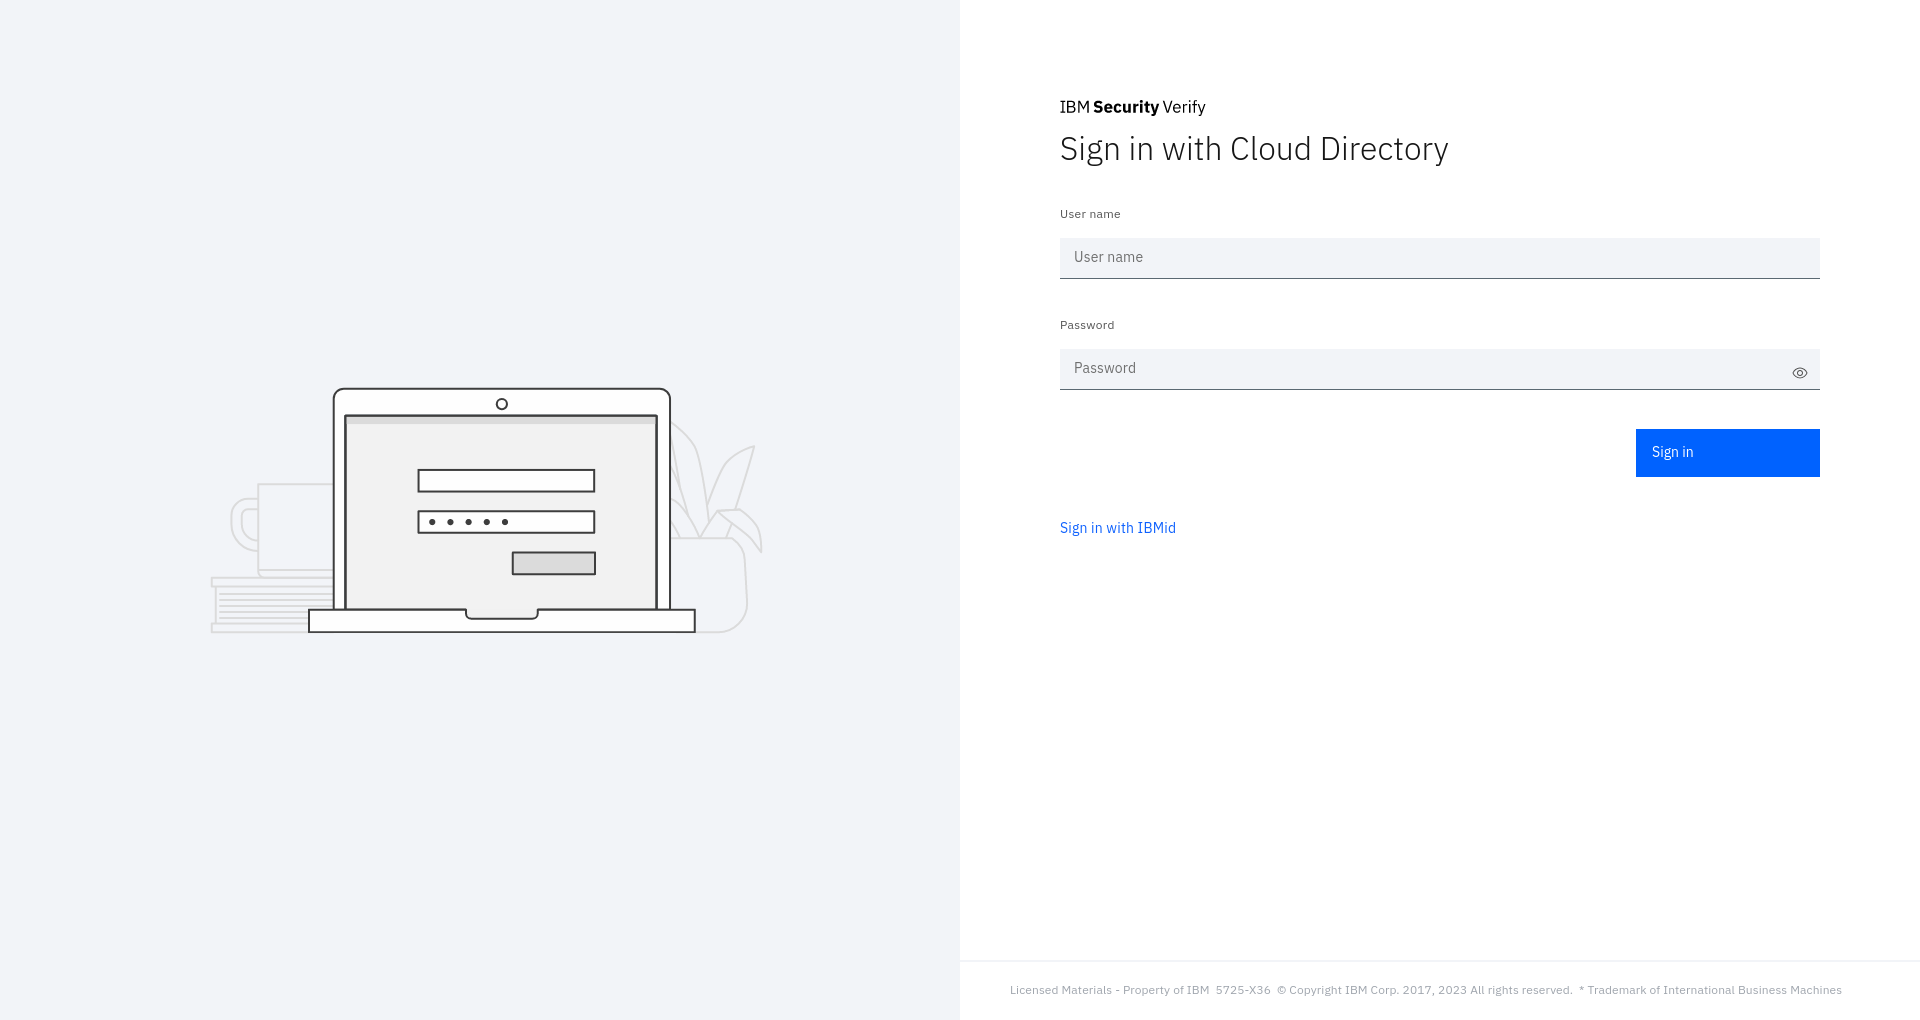 IBM Security Verify
Sign in with Cloud Directory
User name
User name
Password
Password
Sign in
Sign in with IBMid
Licensed Materials - Property of IBM 5725-X36 © Copyright IBM Corp. 2017, 2023 All rights reserved. * Trademark of International Business Machines